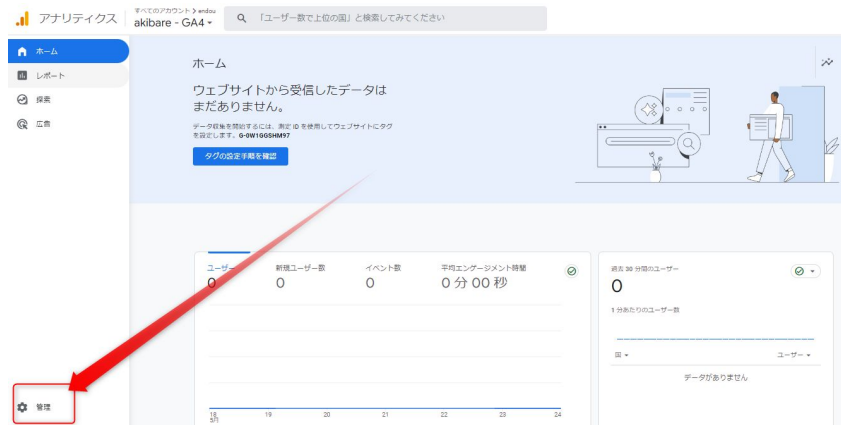 アナリティクス
すべてのアカウント > endou
akibare - GA4
「ユーザー数で上位の国」と検索してみてください
ホーム
レポート
探索
広告
管理
ホーム
ウェブサイトから受信したデータは
まだありません。
データ収集を開始するには、測定 ID を使用してウェブサイトにタグ
を設定します。G-0W1GGSHM97
タグの設定手順を確認
ユーザー
0
新規ユーザー数
0
イベント数
0
平均エンゲージメント時間
0 分 00 秒
18
5月
19
20
21
22
23
24
過去 30 分間のユーザー
0
1 分あたりのユーザー数
国
ユーザー
データがありません